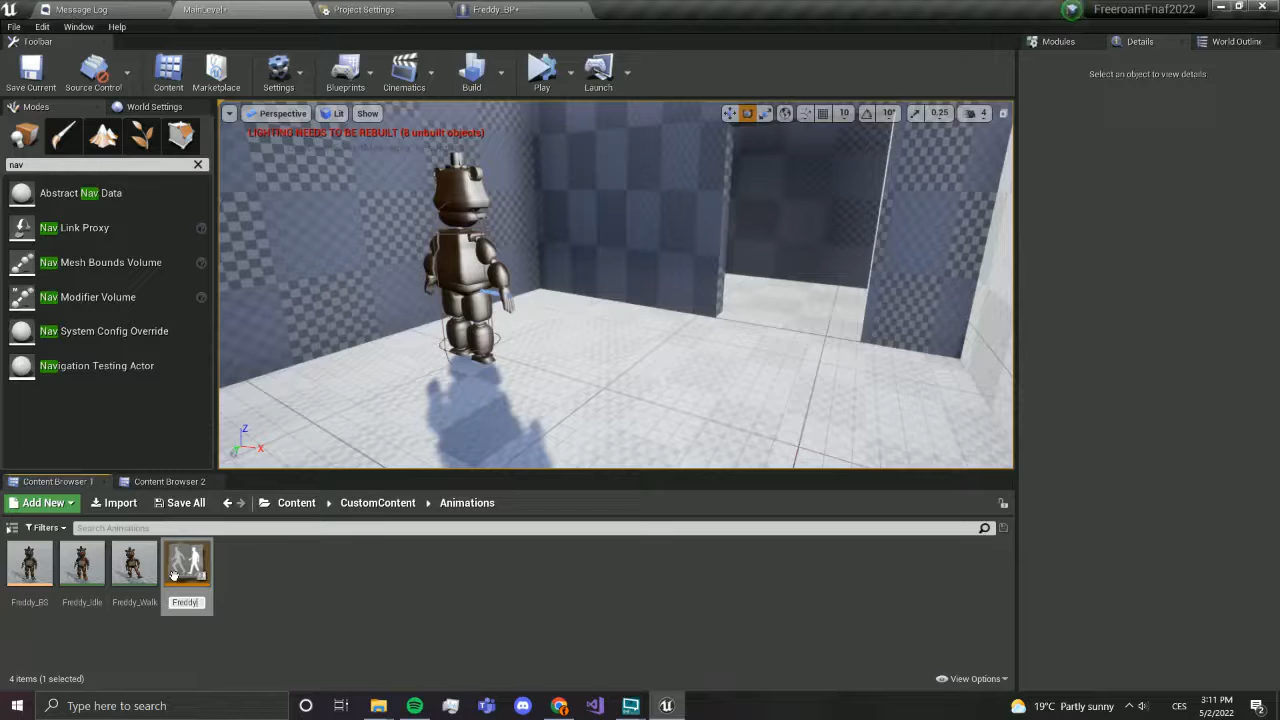 Message Log
Main_evel•
Project Settings
Freddy_BP•
FreeroamFnaf2022
File Edit Window Help
Toolbar
Modules
Details
World Outline
Save Current
Source Control
Content
Marketplace
Settings
Blueprints
Cinematics
Build
Play
Launch
Select an object to view details
Modes
World Settings
Perspective
Lit
Show
10
10°
0.25
4
LIGHTING NEEDS TO BE REBUILT (8 unbuilt objects)
nav
Abstract Nav Data
Nav Link Proxy
Nav Mesh Bounds Volume
Nav Modifier Volume
Nav System Config Override
Navigation Testing Actor
Z
X
Content Browser 1
Content Browser 2
Add New
Import
Save All
Content
CustomContent
Animations
Filters
Search Animations
Freddy_BS
Freddy_Idle
Freddy_Walk
Freddy
4 items (1 selected)
View Options
Type here to search
19°C Partly sunny
CES
3:11 PM
5/2/2022